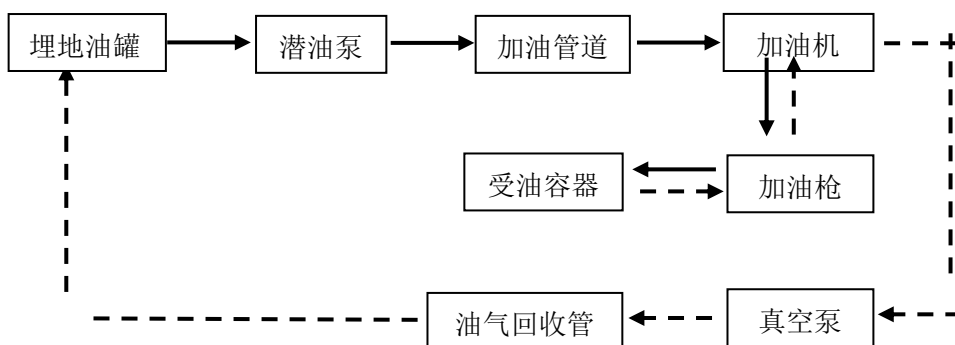 埋地油罐
潜油泵
加油管道
加油机
受油容器
加油枪
油气回收管
真空泵